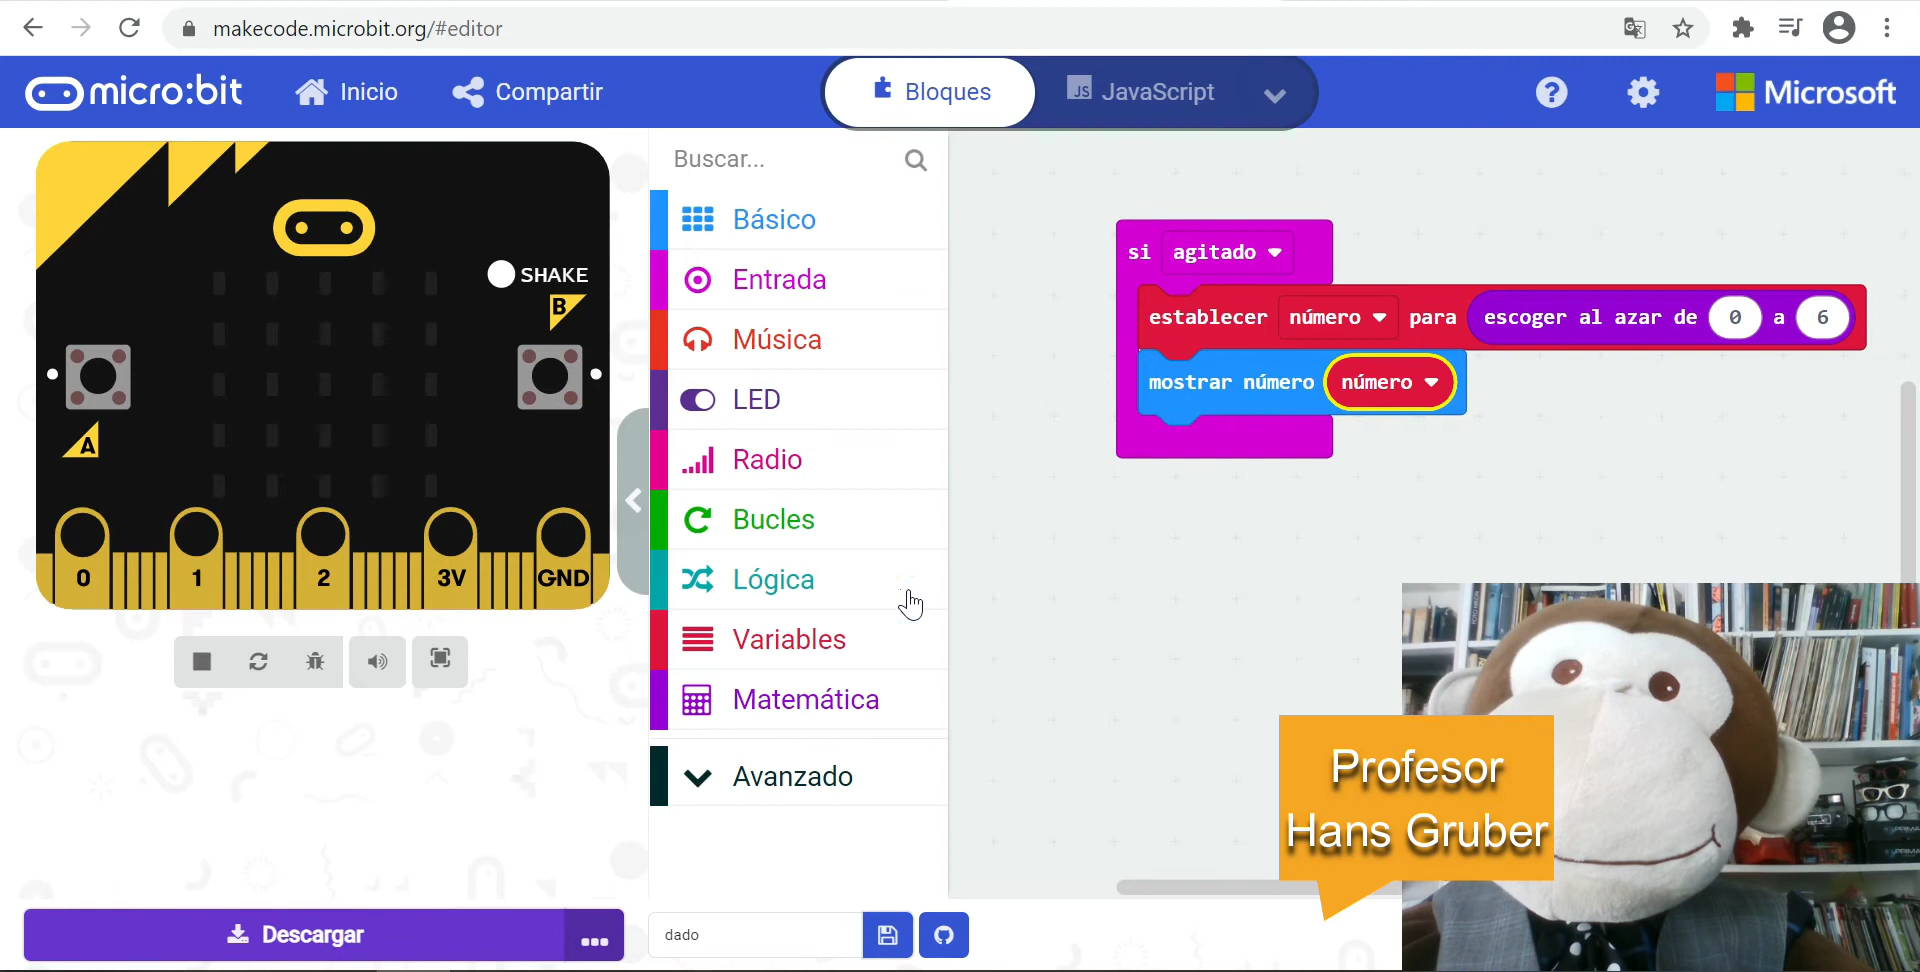 makecode.microbit.org/#editor
micro:bit
Inicio
Compartir
Bloques
JS JavaScript
?
Microsoft
SHAKE
B
A
0 1 2 3V GND
Buscar...
Básico
Entrada
Música
LED
Radio
Bucles
Lógica
Variables
Matemática
Avanzado
si agitado
establecer número para escoger al azar de 0 a 6
mostrar número número
Profesor
Hans Gruber
Descargar
...
dado